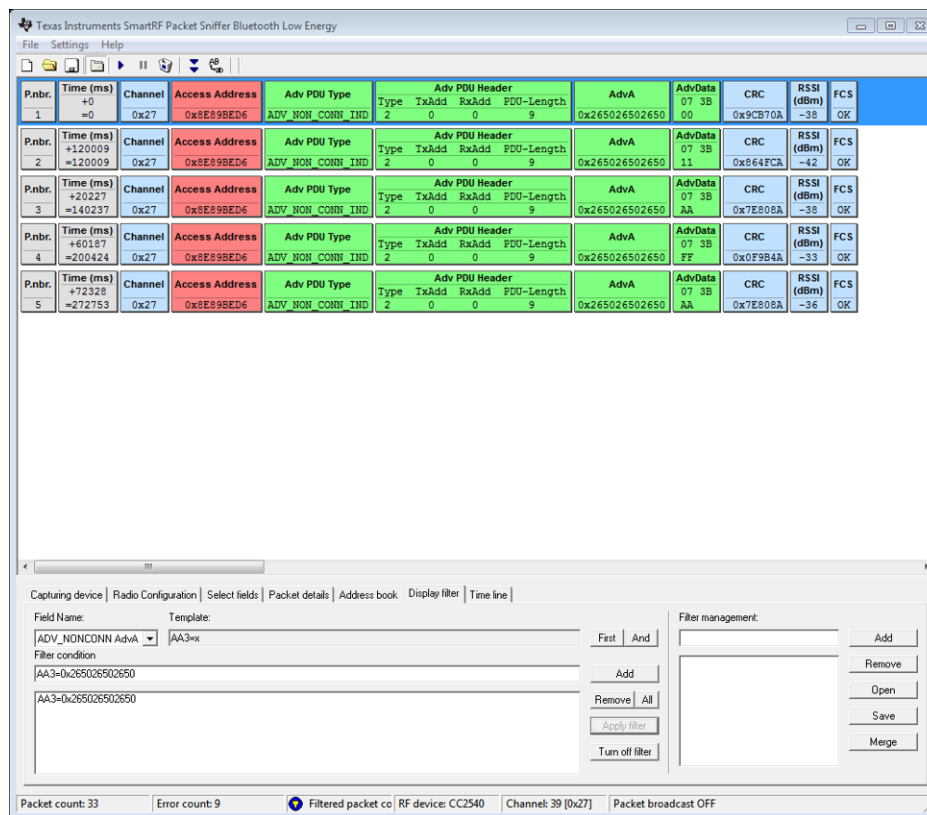 Texas Instruments SmartRF Packet Sniffer Bluetooth Low Energy
File Settings Help
P.nbr. Time (ms) Channel Access Address Adv PDU Type Adv PDU Header AdvA AdvData CRC RSSI (dBm) FCS
+0 Type TxAdd RxAdd PDU-Length 07 3B
1 =0 0x27 0x8E89BED6 ADV_NON_CONN_IND 2 0 0 9 0x265026502650 00 0x9CB70A -38 OK
P.nbr. Time (ms) Channel Access Address Adv PDU Type Adv PDU Header AdvA AdvData CRC RSSI (dBm) FCS
+120009 Type TxAdd RxAdd PDU-Length 07 3B
2 =120009 0x27 0x8E89BED6 ADV_NON_CONN_IND 2 0 0 9 0x265026502650 11 0x864FCA -42 OK
P.nbr. Time (ms) Channel Access Address Adv PDU Type Adv PDU Header AdvA AdvData CRC RSSI (dBm) FCS
+20227 Type TxAdd RxAdd PDU-Length 07 3B
3 =140237 0x27 0x8E89BED6 ADV_NON_CONN_IND 2 0 0 9 0x265026502650 AA 0x7E808A -38 OK
P.nbr. Time (ms) Channel Access Address Adv PDU Type Adv PDU Header AdvA AdvData CRC RSSI (dBm) FCS
+60187 Type TxAdd RxAdd PDU-Length 07 3B
4 =200424 0x27 0x8E89BED6 ADV_NON_CONN_IND 2 0 0 9 0x265026502650 FF 0x0F9B4A -33 OK
P.nbr. Time (ms) Channel Access Address Adv PDU Type Adv PDU Header AdvA AdvData CRC RSSI (dBm) FCS
+72328 Type TxAdd RxAdd PDU-Length 07 3B
5 =272753 0x27 0x8E89BED6 ADV_NON_CONN_IND 2 0 0 9 0x265026502650 AA 0x7E808A -36 OK
Capturing device Radio Configuration Select fields Packet details Address book Display filter Time line
Field Name: Template: Filter management:
ADV_NONCONN AdvA AA3=x First And Add
Filter condition
AA3=0x265026502650 Add Remove
AA3=0x265026502650 Remove All Open
Apply filter Save
Turn off filter Merge
Packet count: 33 Error count: 9 Filtered packet co RF device: CC2540 Channel: 39 [0x27] Packet broadcast OFF